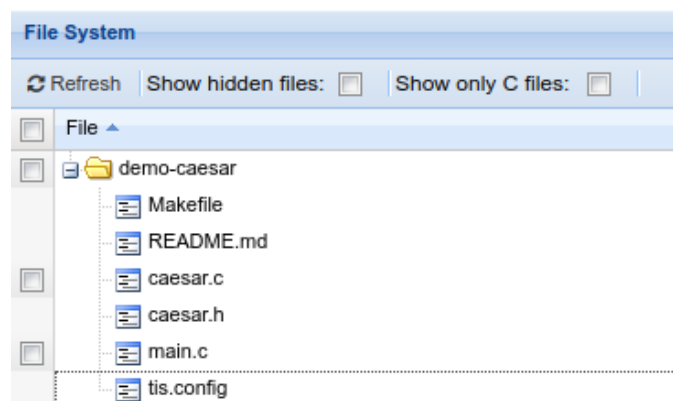 File System
Refresh Show hidden files: Show only C files:
File
demo-caesar
Makefile
README.md
caesar.c
caesar.h
main.c
tis.config